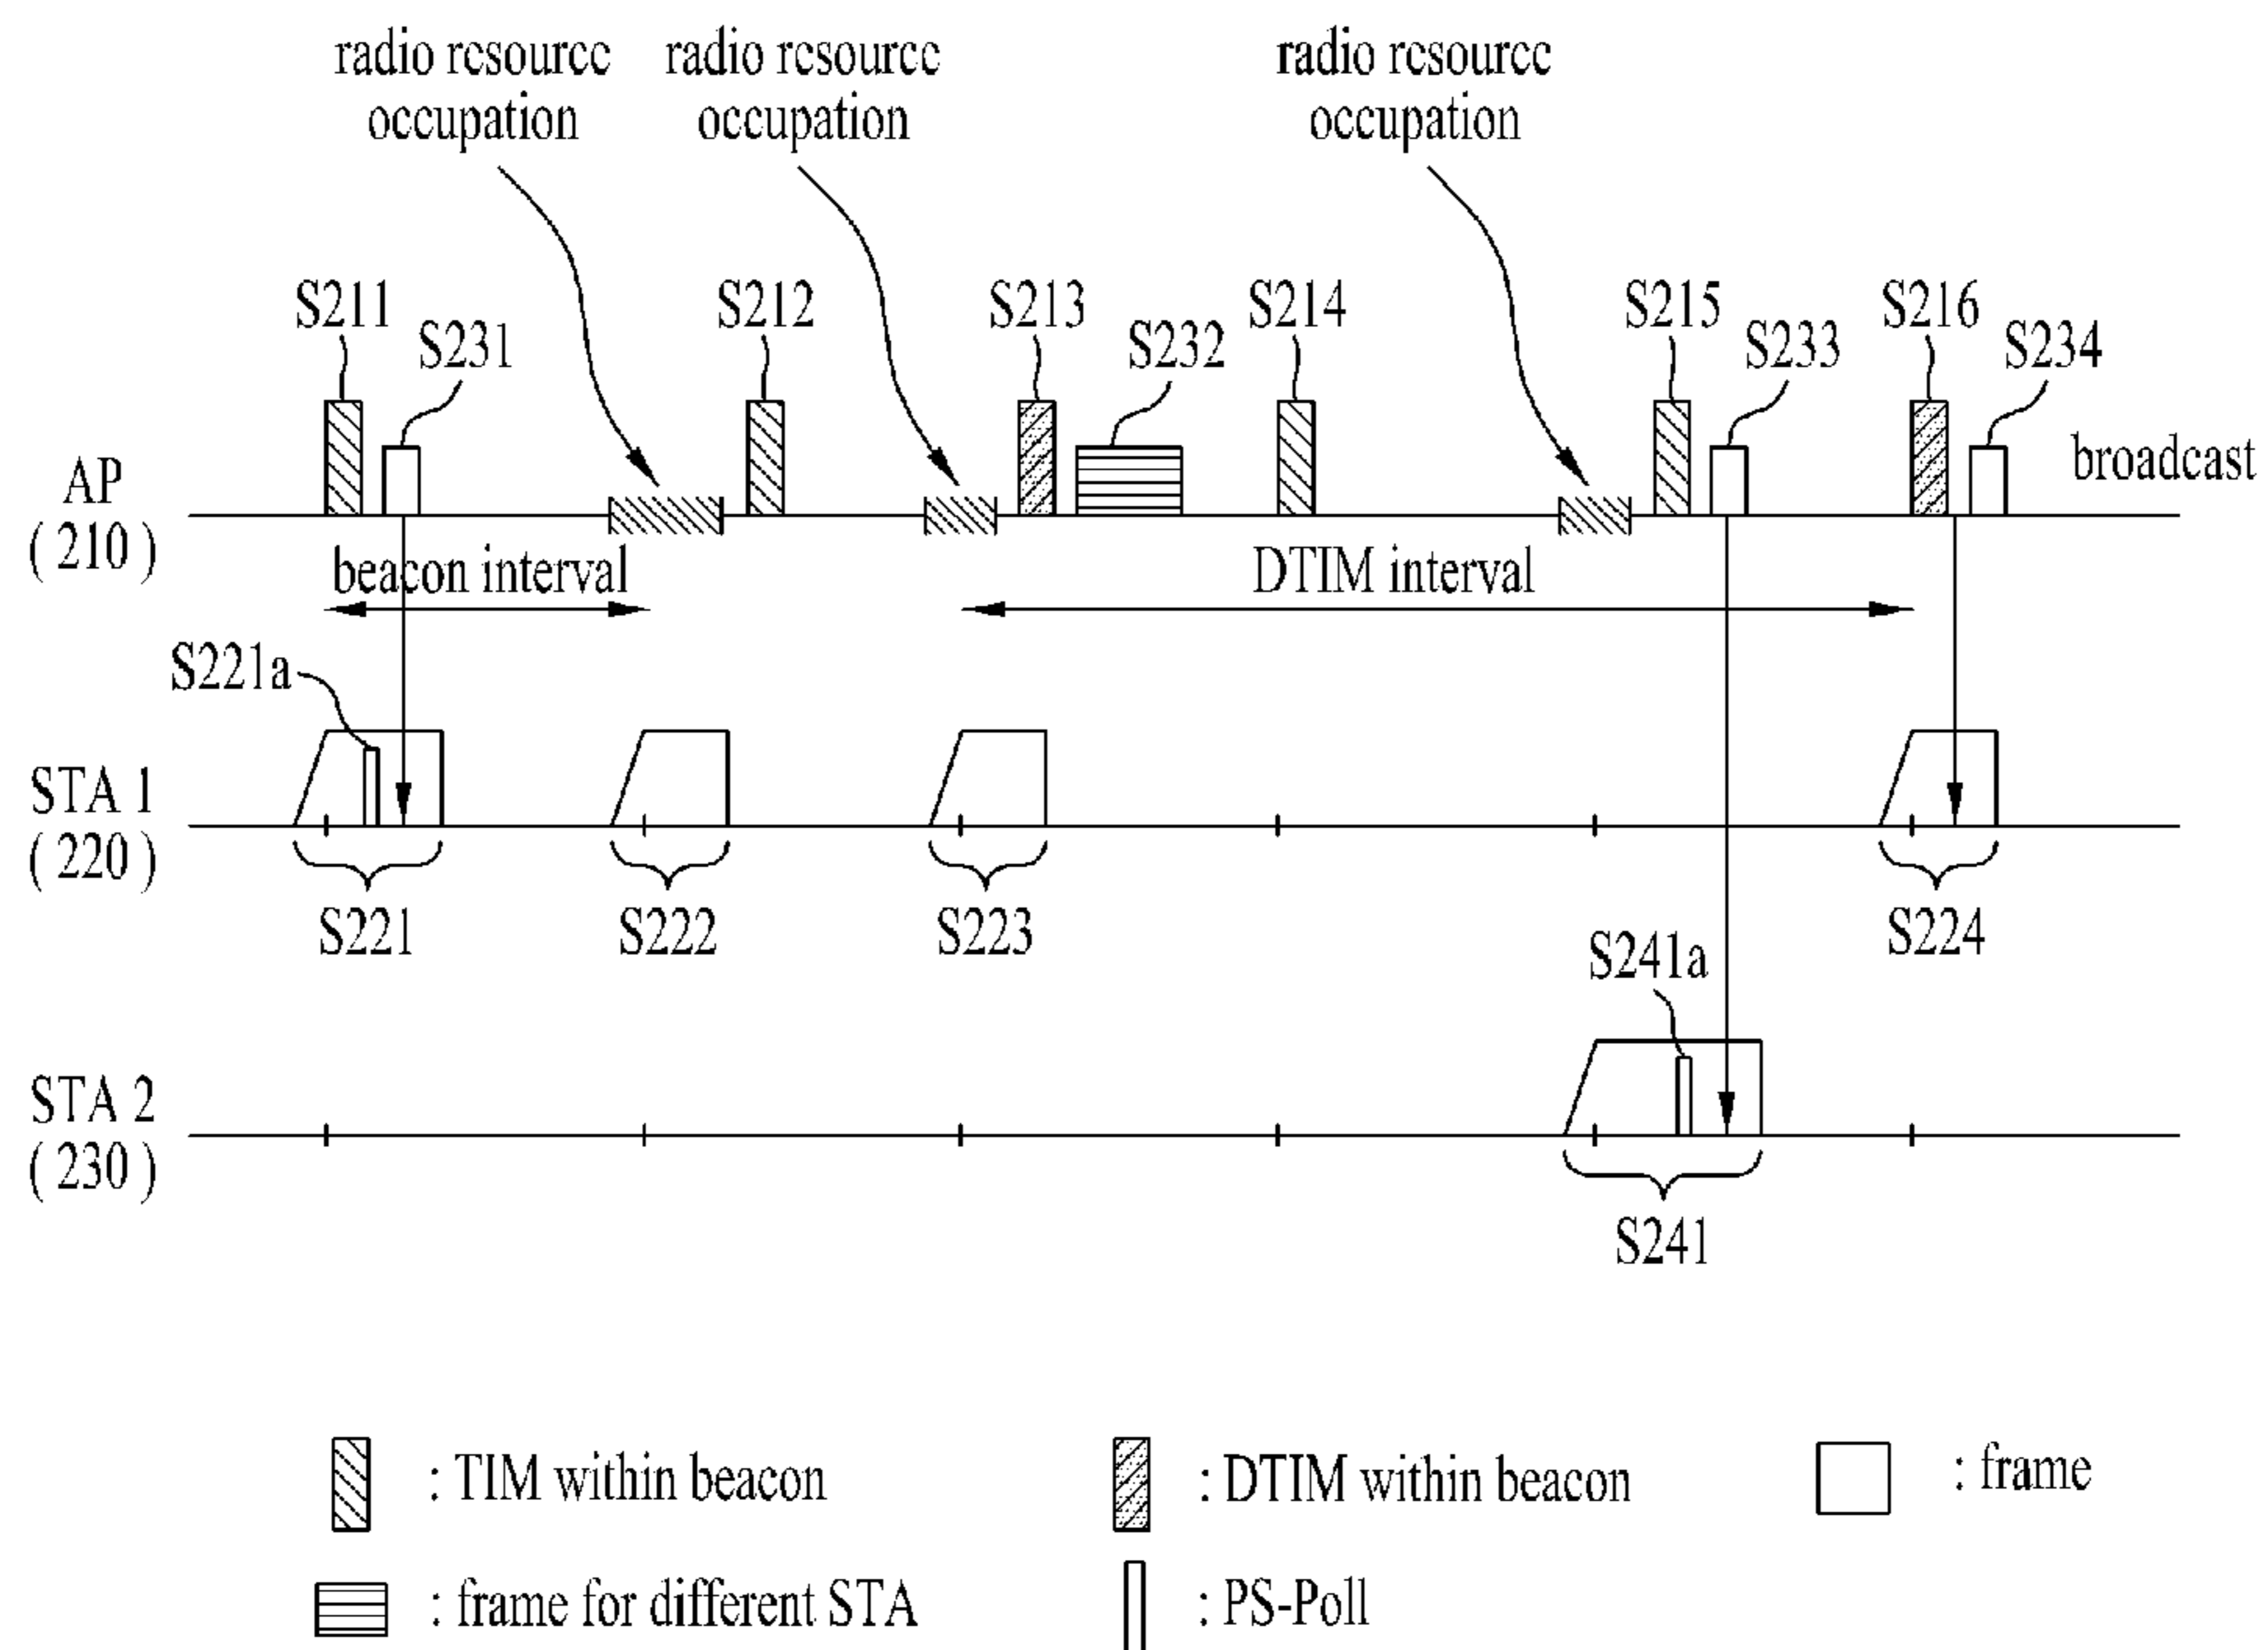 radio resource occupation
radio resource occupation
radio resource occupation
S211
S231
S212
S213
S232
S214
S215
S233
S216
S234
AP
( 210 )
broadcast
beacon interval
DTIM interval
S221a
STA 1
( 220 )
S221
S222
S223
S224
S241a
STA 2
( 230 )
S241
: TIM within beacon
: DTIM within beacon
: frame
: frame for different STA
: PS-Poll